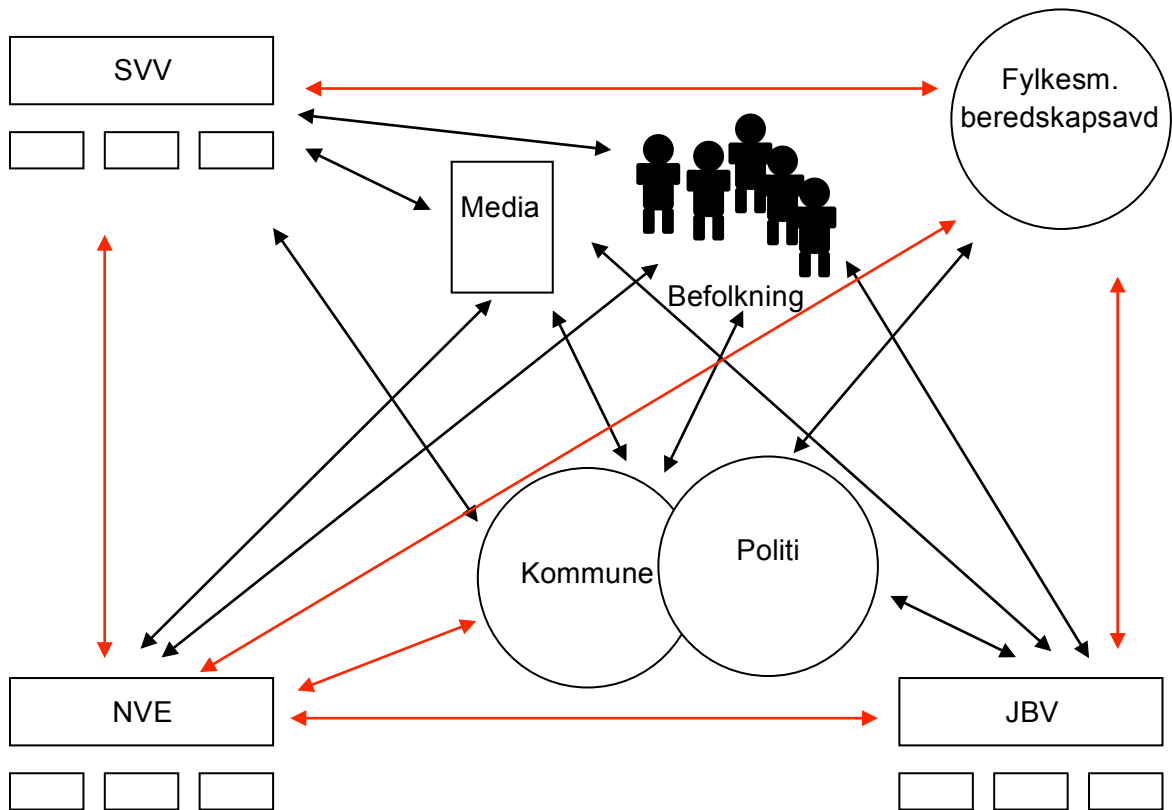 SVV
Fylkesm.
beredskapsavd
Media
Befolkning
Kommune
Politi
NVE
JBV